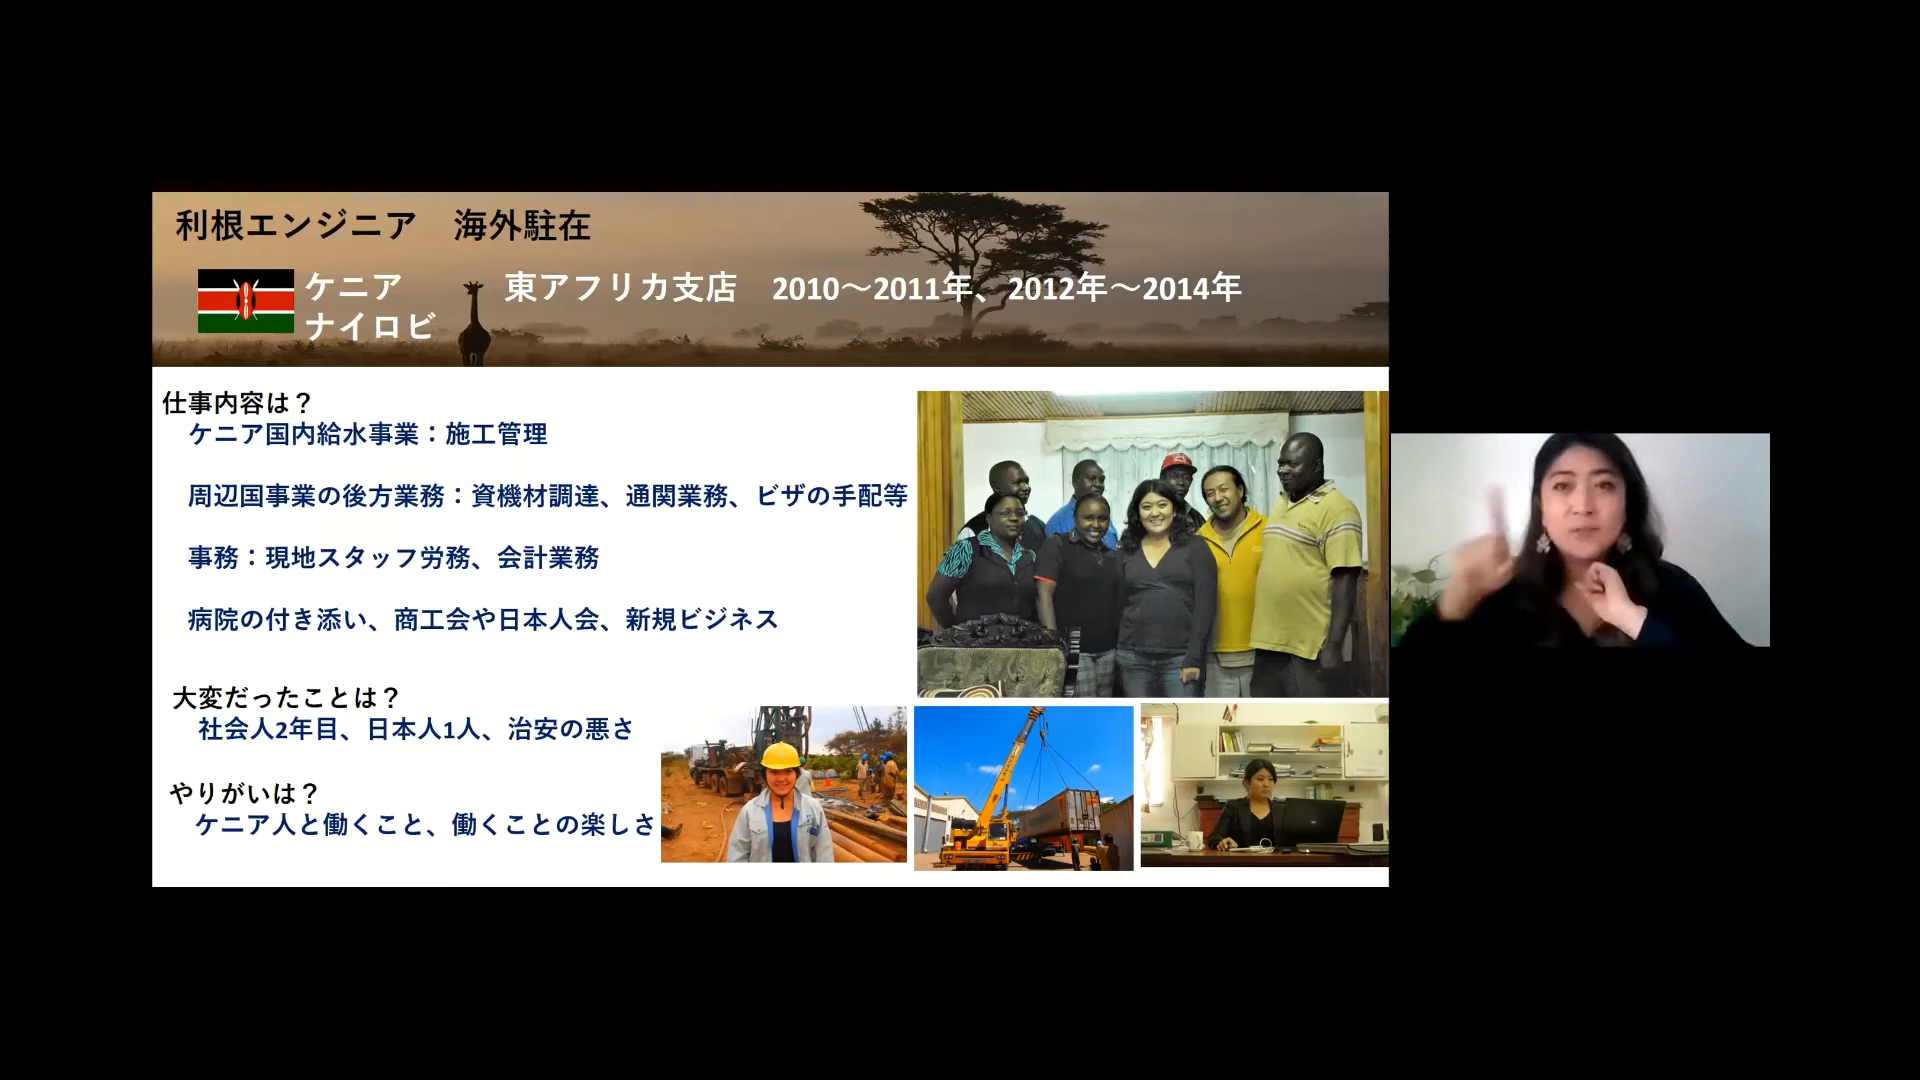 利根エンジニア　海外駐在
ケニア　東アフリカ支店　2010～2011年、2012年～2014年
ナイロビ
仕事内容は？
ケニア国内給水事業：施工管理
周辺国事業の後方業務：資機材調達、通関業務、ビザの手配等
事務：現地スタッフ労務、会計業務
病院の付き添い、商工会や日本人会、新規ビジネス
大変だったことは？
社会人2年目、日本人1人、治安の悪さ
やりがいは？
ケニア人と働くこと、働くことの楽しさ